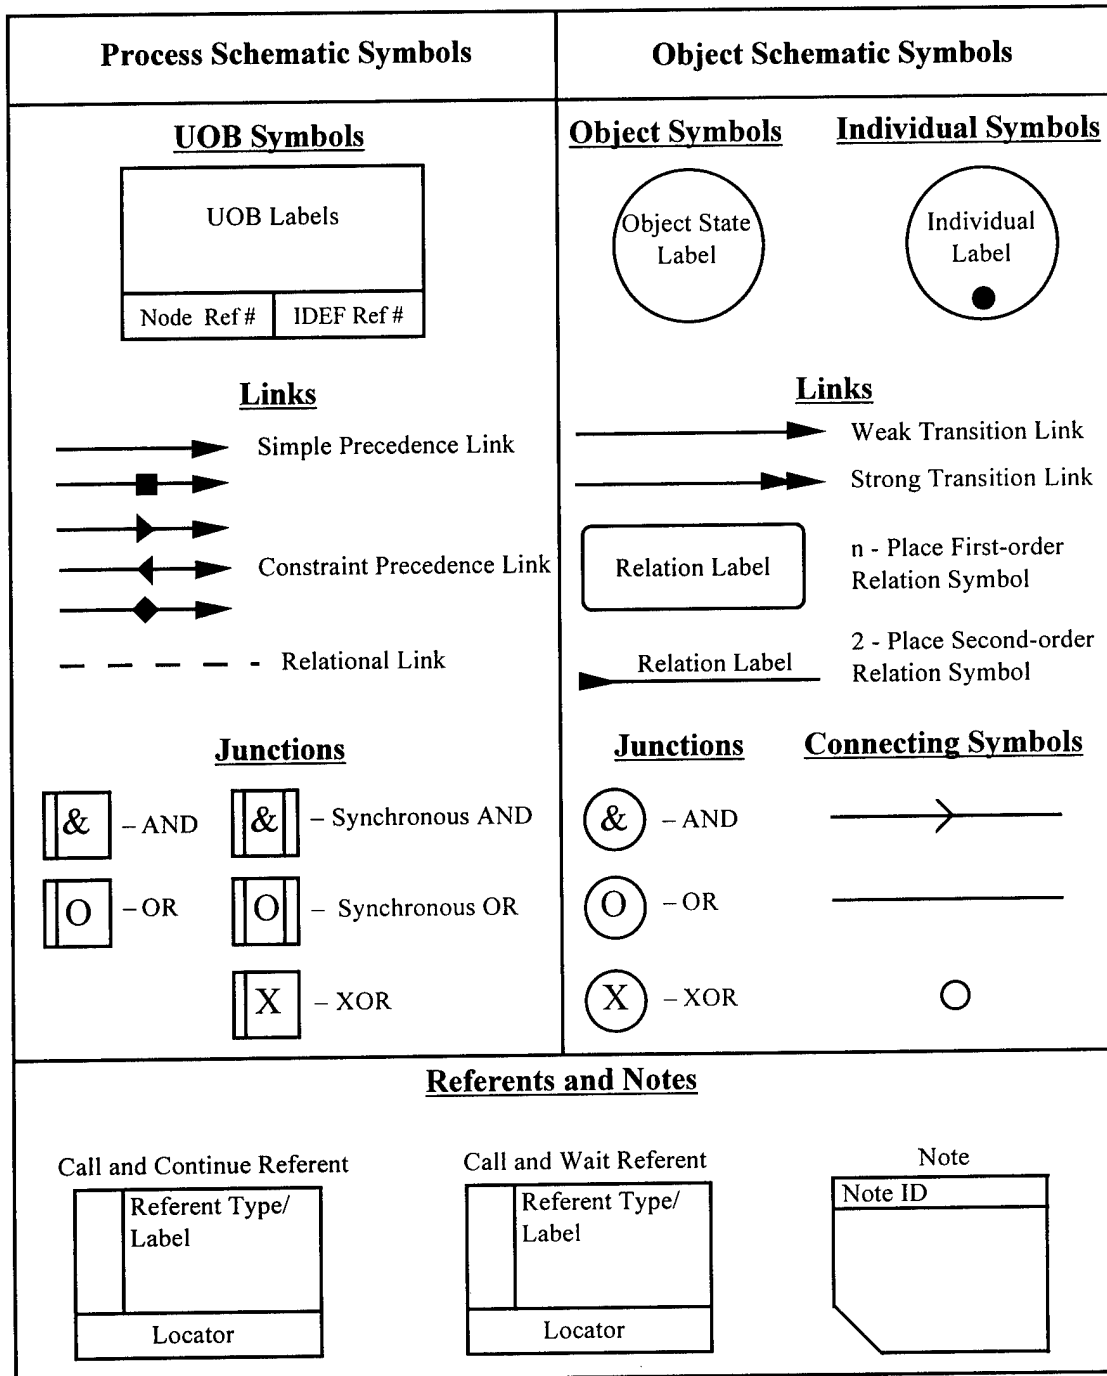 Process Schematic Symbols
Object Schematic Symbols
UOB Symbols
UOB Labels
Node Ref #
IDEF Ref #
Links
Simple Precedence Link
Constraint Precedence Link
Relational Link
Junctions
& – AND
& – Synchronous AND
O – OR
O – Synchronous OR
X – XOR
Object Symbols
Individual Symbols
Object State
Label
Individual
Label
Links
Weak Transition Link
Strong Transition Link
Relation Label
n - Place First-order
Relation Symbol
Relation Label
2 - Place Second-order
Relation Symbol
Junctions
Connecting Symbols
& – AND
O – OR
X – XOR
Referents and Notes
Call and Continue Referent
Referent Type/
Label
Locator
Call and Wait Referent
Referent Type/
Label
Locator
Note
Note ID